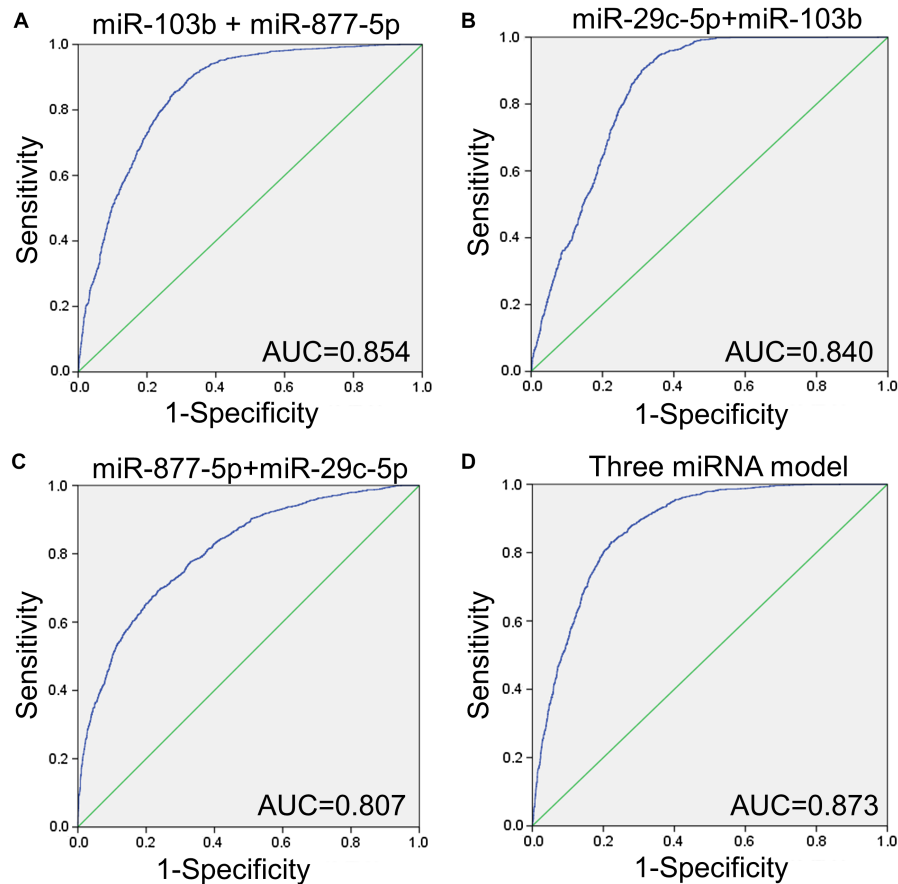 A
miR-103b + miR-877-5p
1.0
0.8
0.6
0.4
0.2
0.0
Sensitivity
AUC=0.854
0.0 0.2 0.4 0.6 0.8 1.0
1-Specificity
B
miR-29c-5p+miR-103b
1.0
0.8
0.6
0.4
0.2
0.0
Sensitivity
AUC=0.840
0.0 0.2 0.4 0.6 0.8 1.0
1-Specificity
C
miR-877-5p+miR-29c-5p
1.0
0.8
0.6
0.4
0.2
0.0
Sensitivity
AUC=0.807
0.0 0.2 0.4 0.6 0.8 1.0
1-Specificity
D
Three miRNA model
1.0
0.8
0.6
0.4
0.2
0.0
Sensitivity
AUC=0.873
0.0 0.2 0.4 0.6 0.8 1.0
1-Specificity